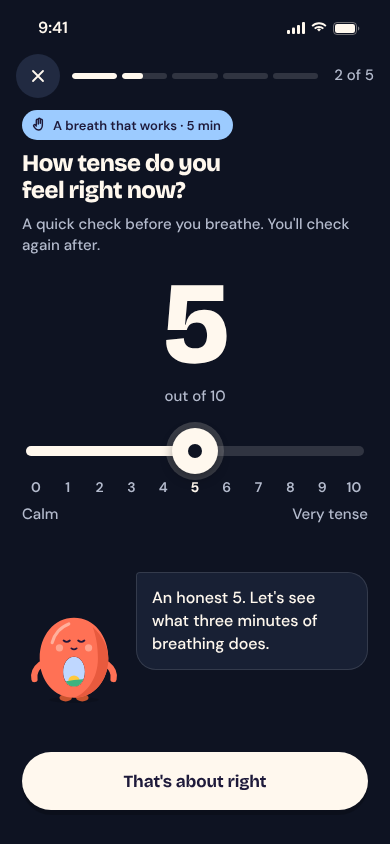 9:41
2 of 5
A breath that works · 5 min
How tense do you
feel right now?
A quick check before you breathe. You'll check
again after.
5
out of 10
0 1 2 3 4 5 6 7 8 9 10
Calm Very tense
An honest 5. Let's see
what three minutes of
breathing does.
That's about right